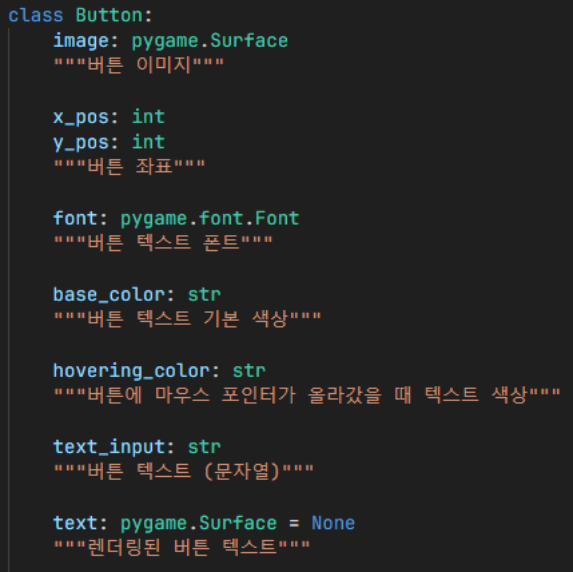 class Button:
    image: pygame.Surface
    """버튼 이미지"""
    x_pos: int
    y_pos: int
    """버튼 좌표"""
    font: pygame.font.Font
    """버튼 텍스트 폰트"""
    base_color: str
    """버튼 텍스트 기본 색상"""
    hovering_color: str
    """버튼에 마우스 포인터가 올라갔을 때 텍스트 색상"""
    text_input: str
    """버튼 텍스트 (문자열)"""
    text: pygame.Surface = None
    """렌더링된 버튼 텍스트"""